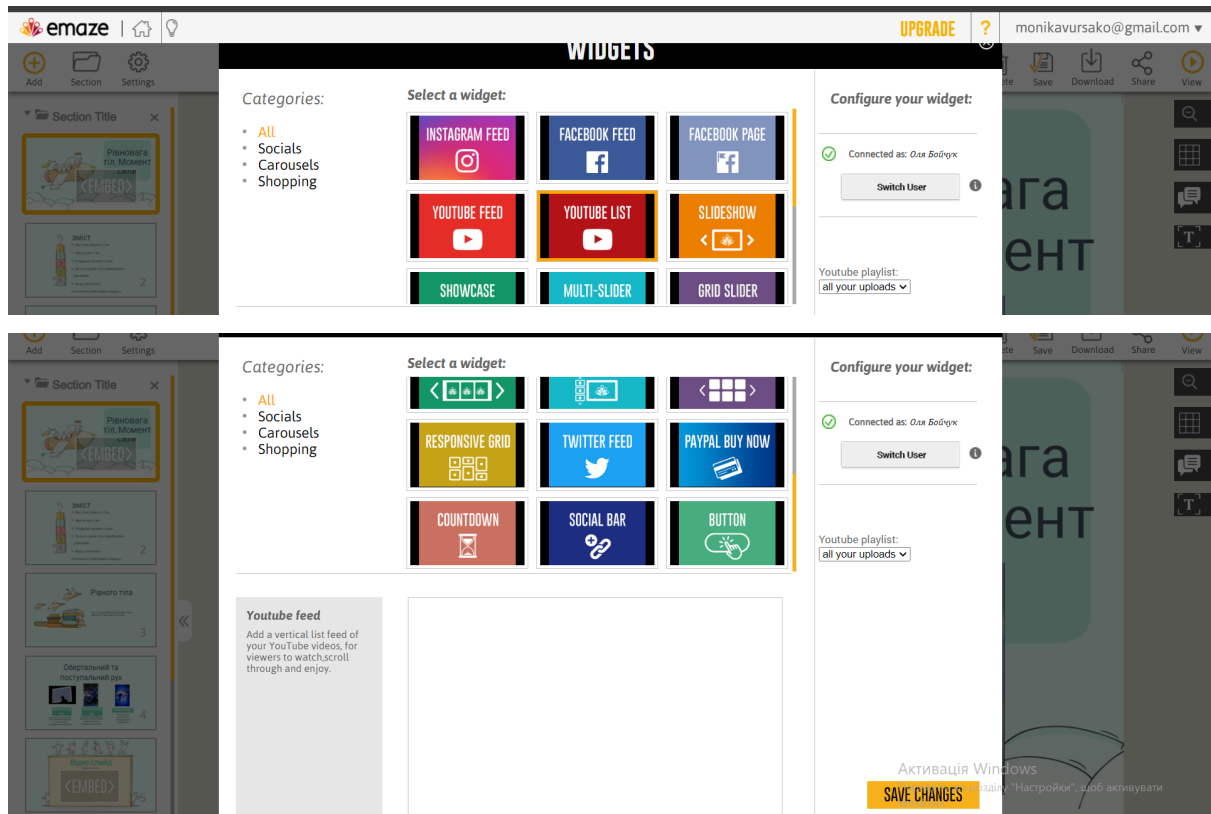 emaze
UPGRADE
?
monikavursako@gmail.com ▾
WIDGETS
Add
Section
Settings
Save
Download
Share
View
Section Title
Рівновага
тіл. Момент
<EMBED>
ЗМІСТ
2
Categories:
All
Socials
Carousels
Shopping
Select a widget:
INSTAGRAM FEED
FACEBOOK FEED
FACEBOOK PAGE
YOUTUBE FEED
YOUTUBE LIST
SLIDESHOW
SHOWCASE
MULTI-SLIDER
GRID SLIDER
Configure your widget:
Connected as: Оля Бойчук
Switch User
Youtube playlist:
all your uploads
ага
ент
Add
Section
Settings
Save
Download
Share
View
Section Title
Рівновага
тіл. Момент
<EMBED>
ЗМІСТ
2
Рівного тіла
3
Обертальний та
поступальний рух
4
Відео слайд
<EMBED>
Categories:
All
Socials
Carousels
Shopping
Select a widget:
RESPONSIVE GRID
TWITTER FEED
PAYPAL BUY NOW
COUNTDOWN
SOCIAL BAR
BUTTON
Youtube feed
Add a vertical list feed of
your YouTube videos, for
viewers to watch,scroll
through and enjoy.
Configure your widget:
Connected as: Оля Бойчук
Switch User
Youtube playlist:
all your uploads
ага
ент
Активація Windows
"Настройки", щоб активувати
SAVE CHANGES